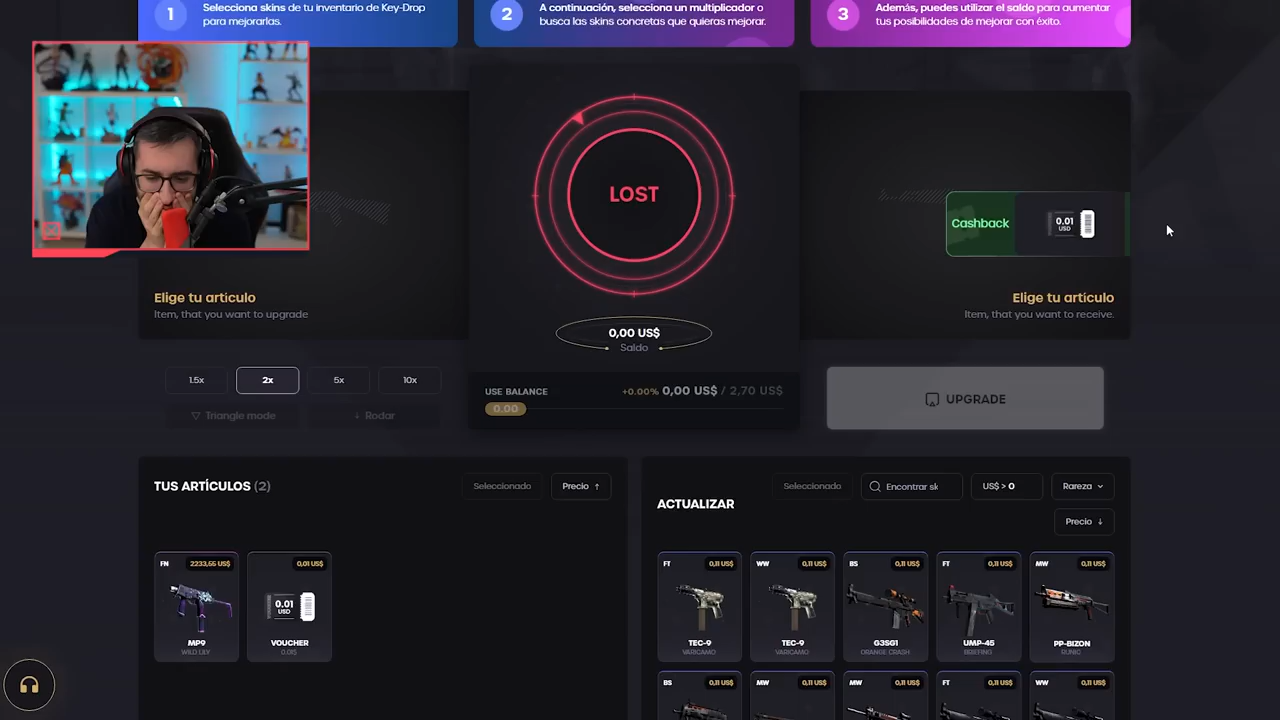 1
Selecciona skins de tu inventario de Key-Drop
para mejorarlas.
2
A continuación, selecciona un multiplicador o
busca las skins concretas que quieras mejorar.
3
Además, puedes utilizar el saldo para aumentar
tus posibilidades de mejorar con éxito.
LOST
Cashback
0.01
USD
Elige tu artículo
Item, that you want to upgrade
0,00 US$
Saldo
Elige tu artículo
Item, that you want to receive.
1.5x
2x
5x
10x
Triangle mode
Rodar
USE BALANCE
+0.00% 0,00 US$ / 2,70 US$
0.00
UPGRADE
TUS ARTÍCULOS (2)
Seleccionado
Precio ↑
ACTUALIZAR
Seleccionado
Encontrar sk
US$ > 0
Rareza
Precio ↓
FN
2233,55 US$
MP9
WILD LILY
0,01 US$
0.01
USD
VOUCHER
0.01$
FT
0,11 US$
TEC-9
VARICAMO
WW
0,11 US$
TEC-9
VARICAMO
BS
0,11 US$
G3SG1
ORANGE CRASH
FT
0,11 US$
UMP-45
BRIEFING
MW
0,11 US$
PP-BIZON
RUNIC
BS
0,11 US$
MW
0,11 US$
MW
0,11 US$
FT
0,11 US$
WW
0,11 US$